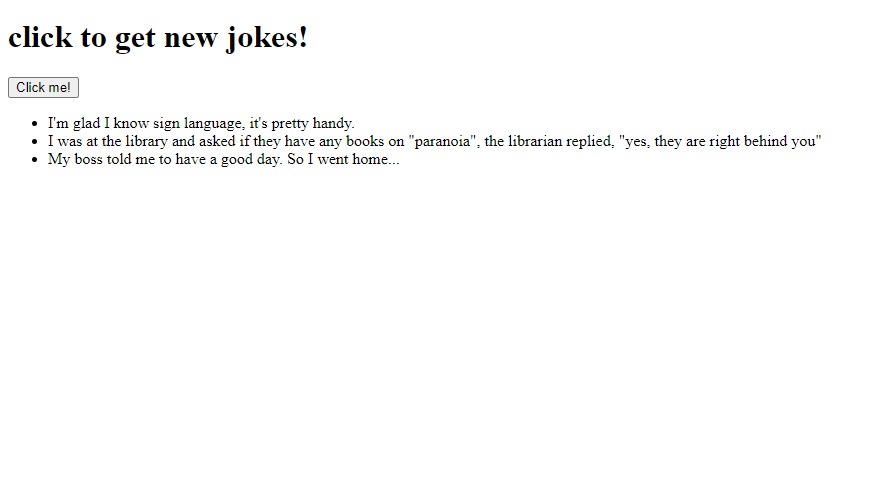 click to get new jokes!
Click me!
I'm glad I know sign language, it's pretty handy.
I was at the library and asked if they have any books on "paranoia", the librarian replied, "yes, they are right behind you"
My boss told me to have a good day. So I went home...